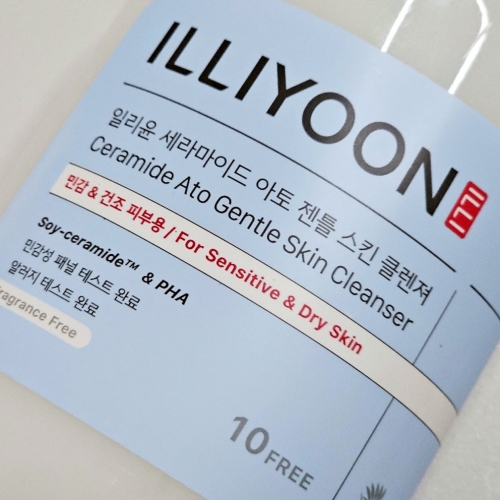 ILLIYOON
일리윤 세라마이드 아토 젠틀 스킨 클렌져
Ceramide Ato Gentle Skin Cleanser
민감 & 건조 피부용 / For Sensitive & Dry Skin
Soy-ceramide™ & PHA
민감성 패널 테스트 완료
알러지 테스트 완료
Fragrance Free
10 FREE